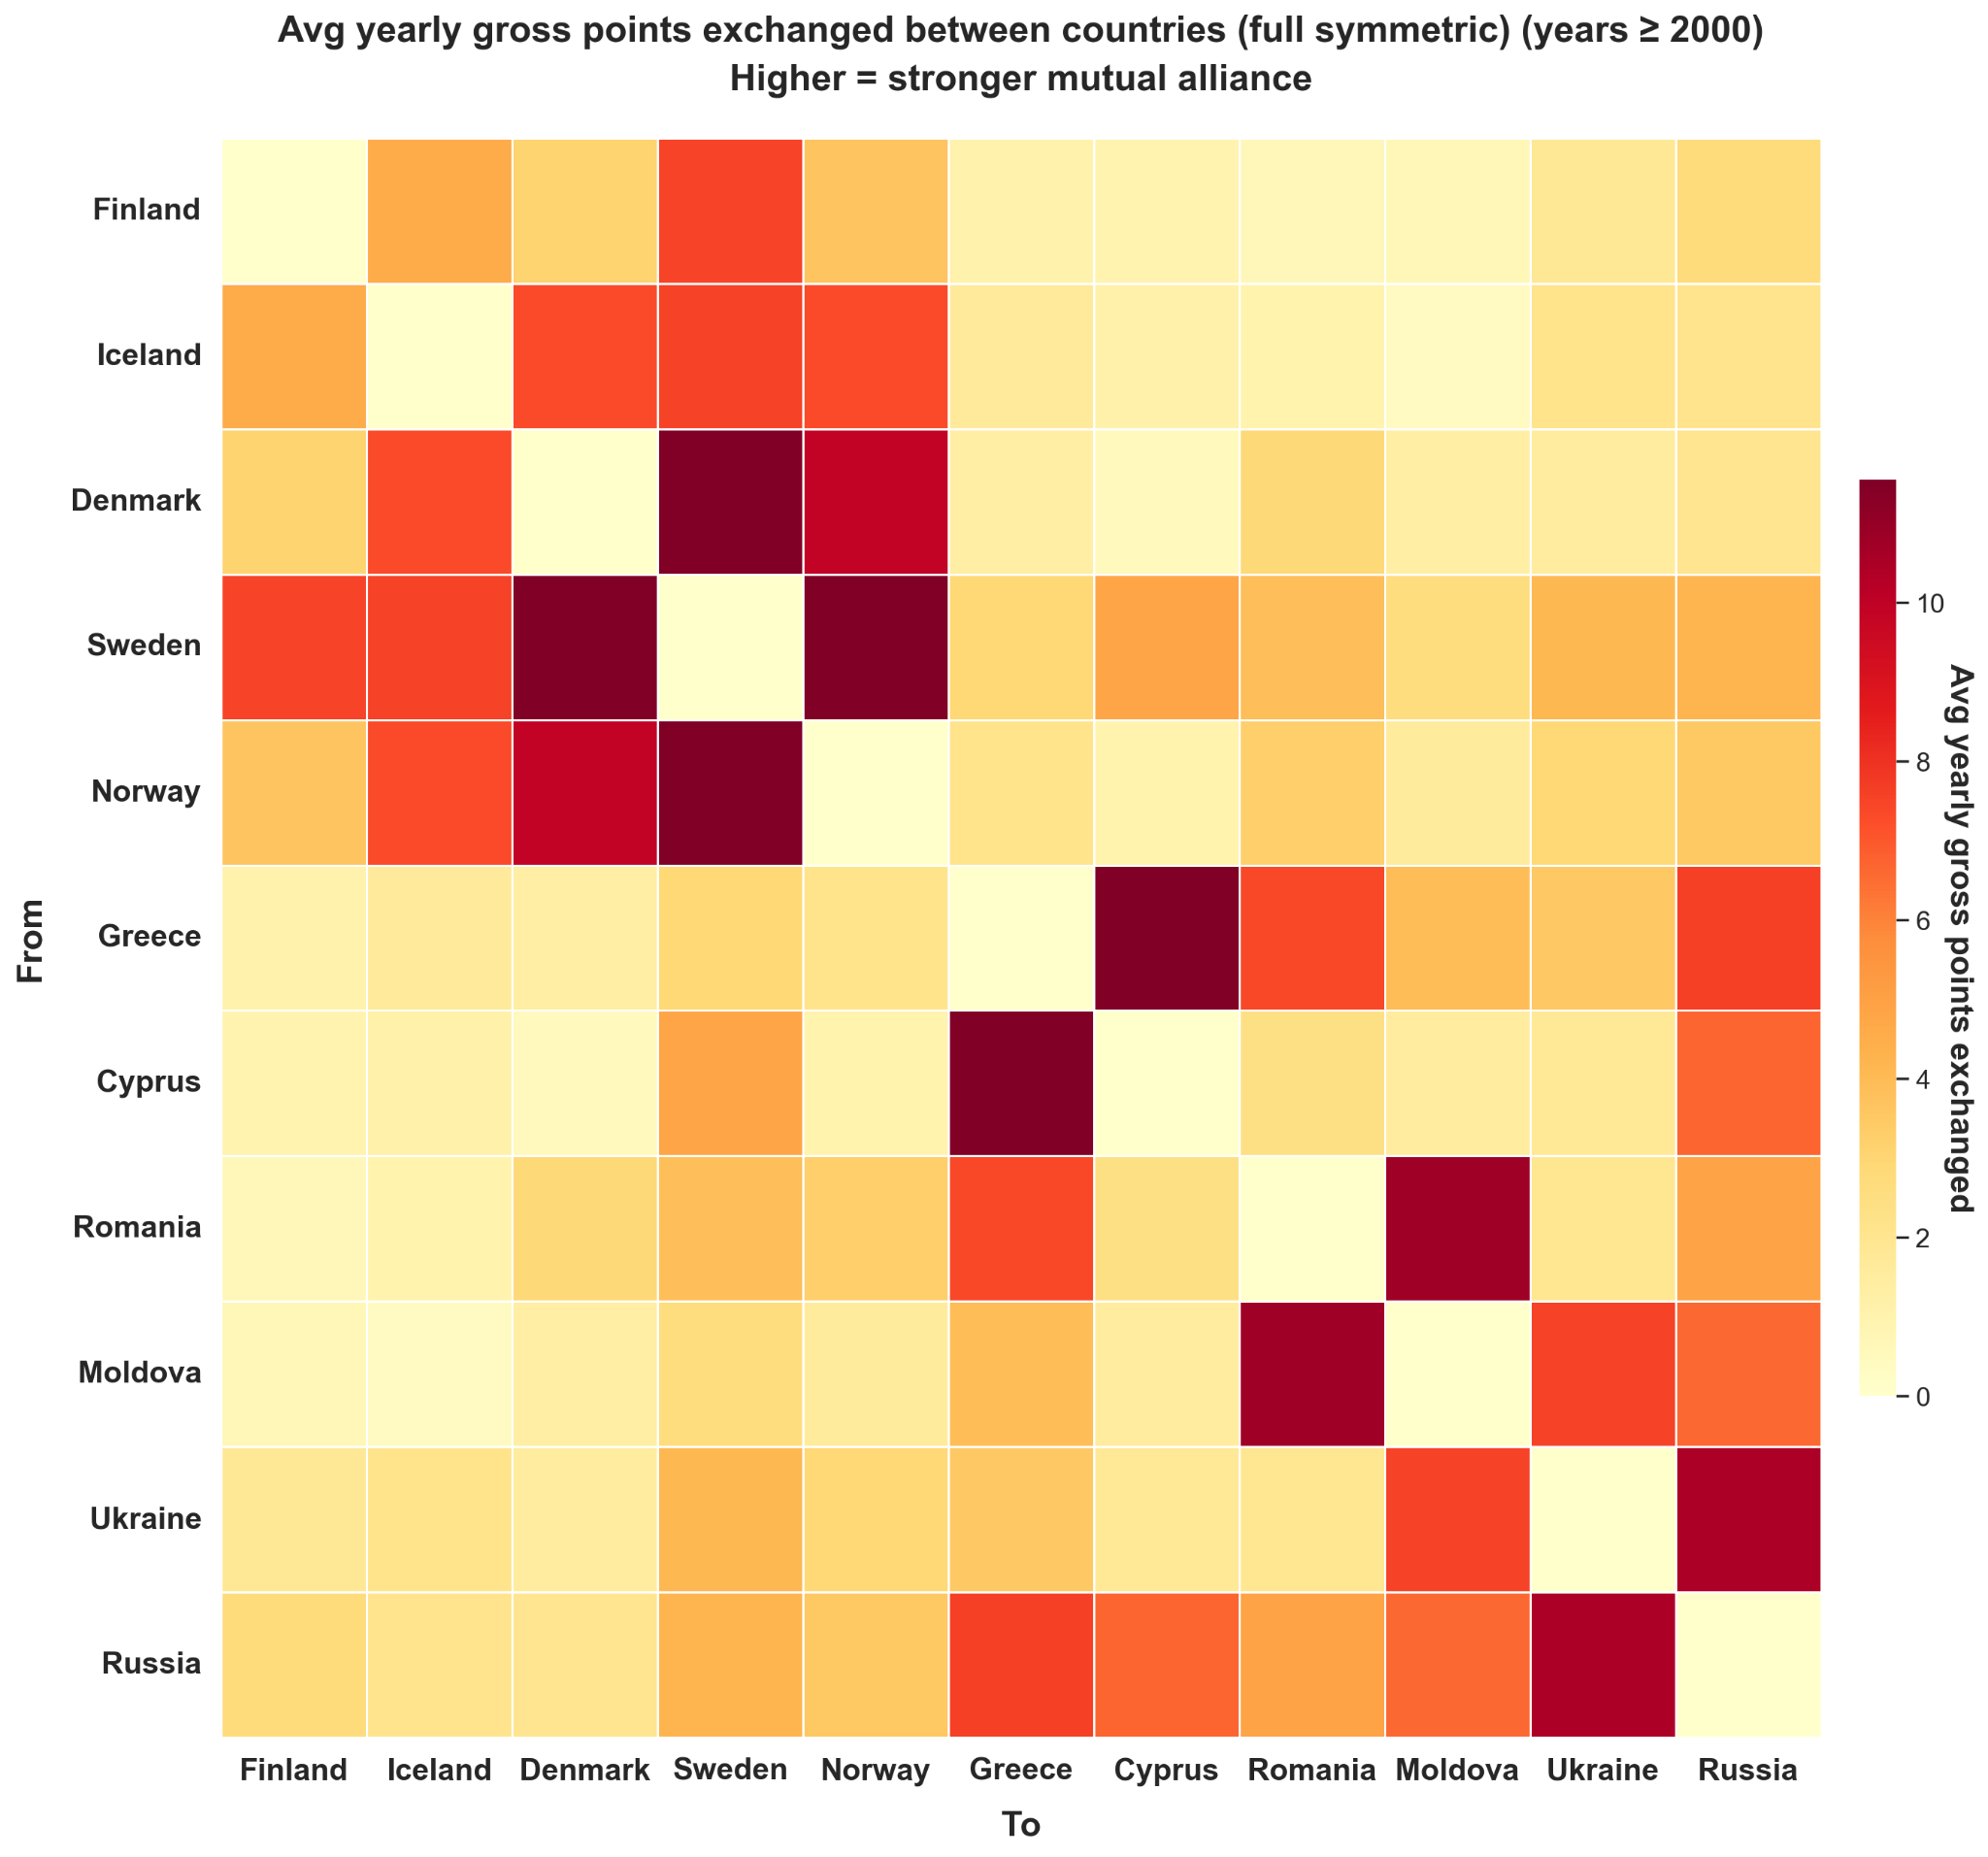 Avg yearly gross points exchanged between countries (full symmetric) (years ≥ 2000)
Higher = stronger mutual alliance
From
Finland
Iceland
Denmark
Sweden
Norway
Greece
Cyprus
Romania
Moldova
Ukraine
Russia
Finland Iceland Denmark Sweden Norway Greece Cyprus Romania Moldova Ukraine Russia
To
10
8
6
4
2
0
Avg yearly gross points exchanged